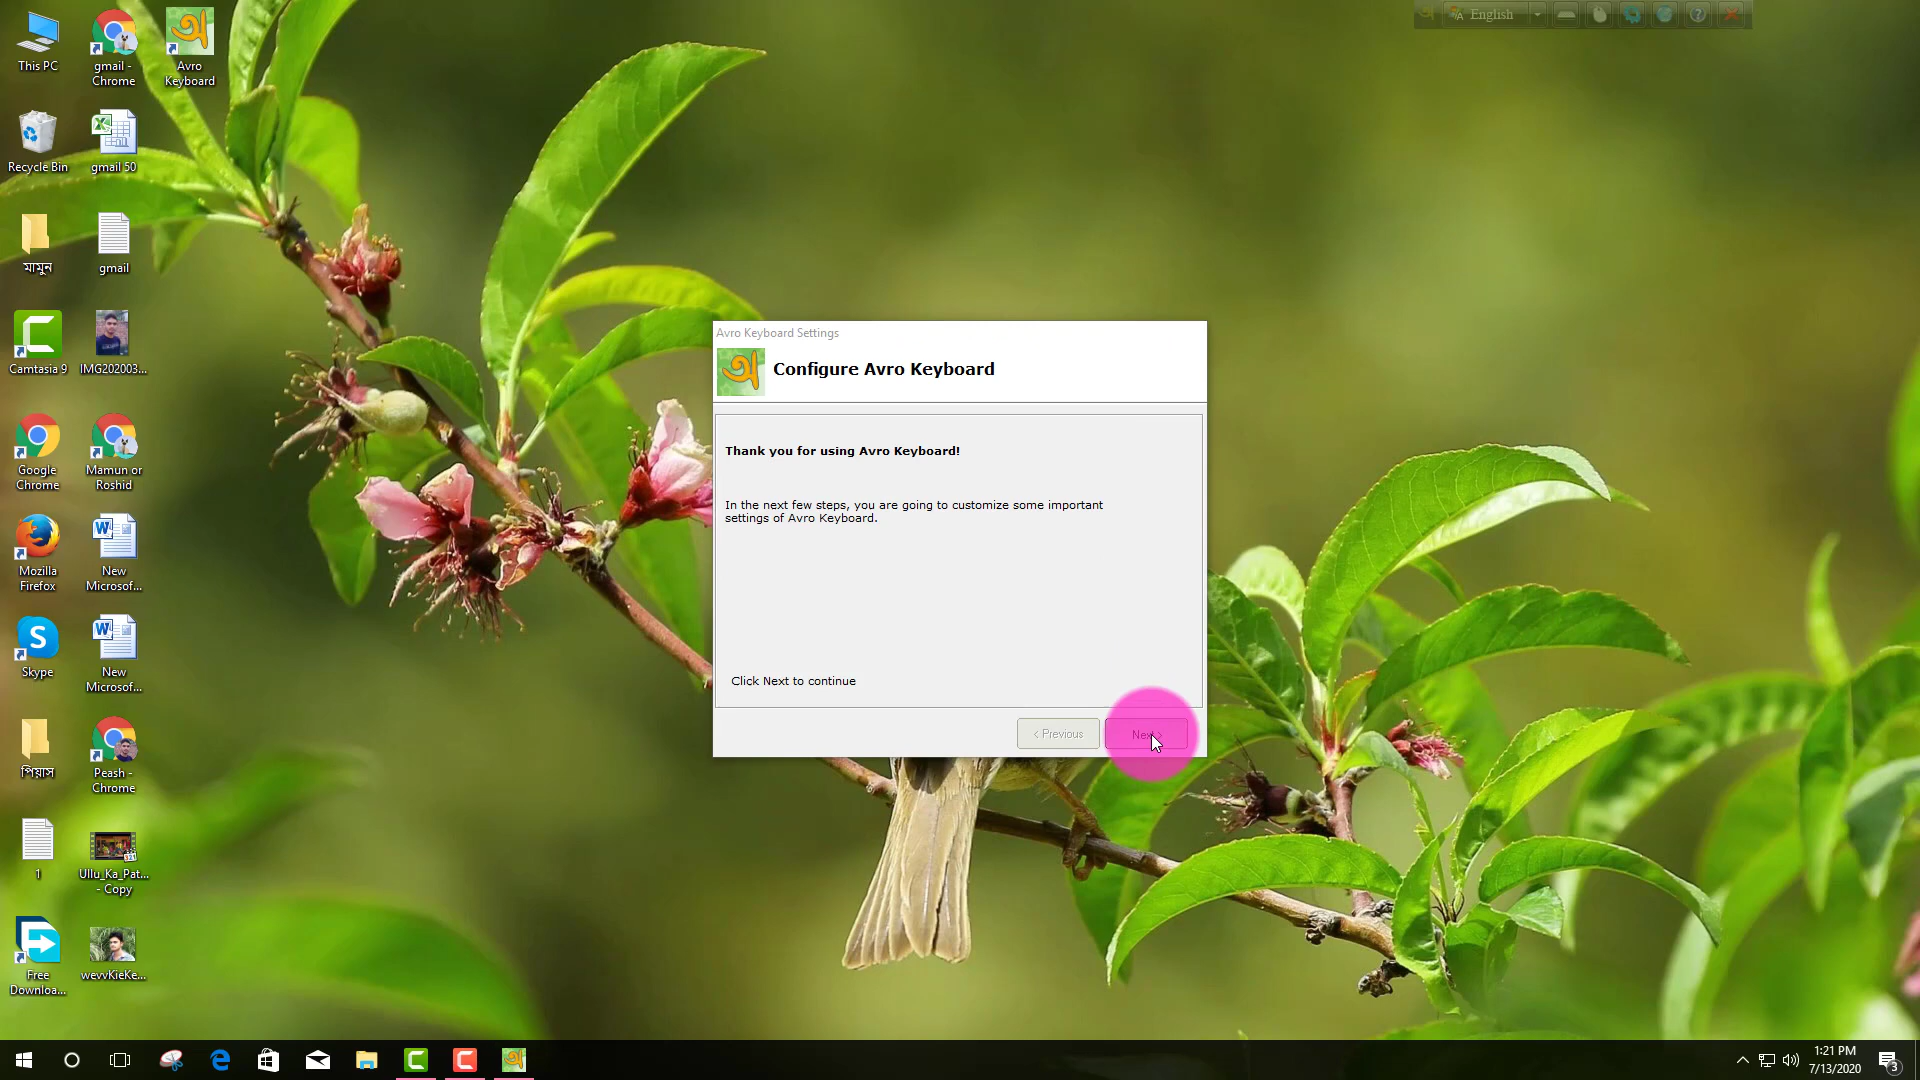 This PC
gmail -
Chrome
Avro
Keyboard
English
Recycle Bin
gmail 50
মামুন
gmail
Camtasia 9
IMG202003...
Google
Chrome
Mamun or
Roshid
Mozilla
Firefox
New
Microsof...
Skype
New
Microsof...
পিয়াস
Peash -
Chrome
1
Ullu_Ka_Pat...
- Copy
Free
Downloa...
wevvKieKe...
Avro Keyboard Settings
Configure Avro Keyboard
Thank you for using Avro Keyboard!
In the next few steps, you are going to customize some important
settings of Avro Keyboard.
Click Next to continue
< Previous
Next >
1:21 PM
7/13/2020
3